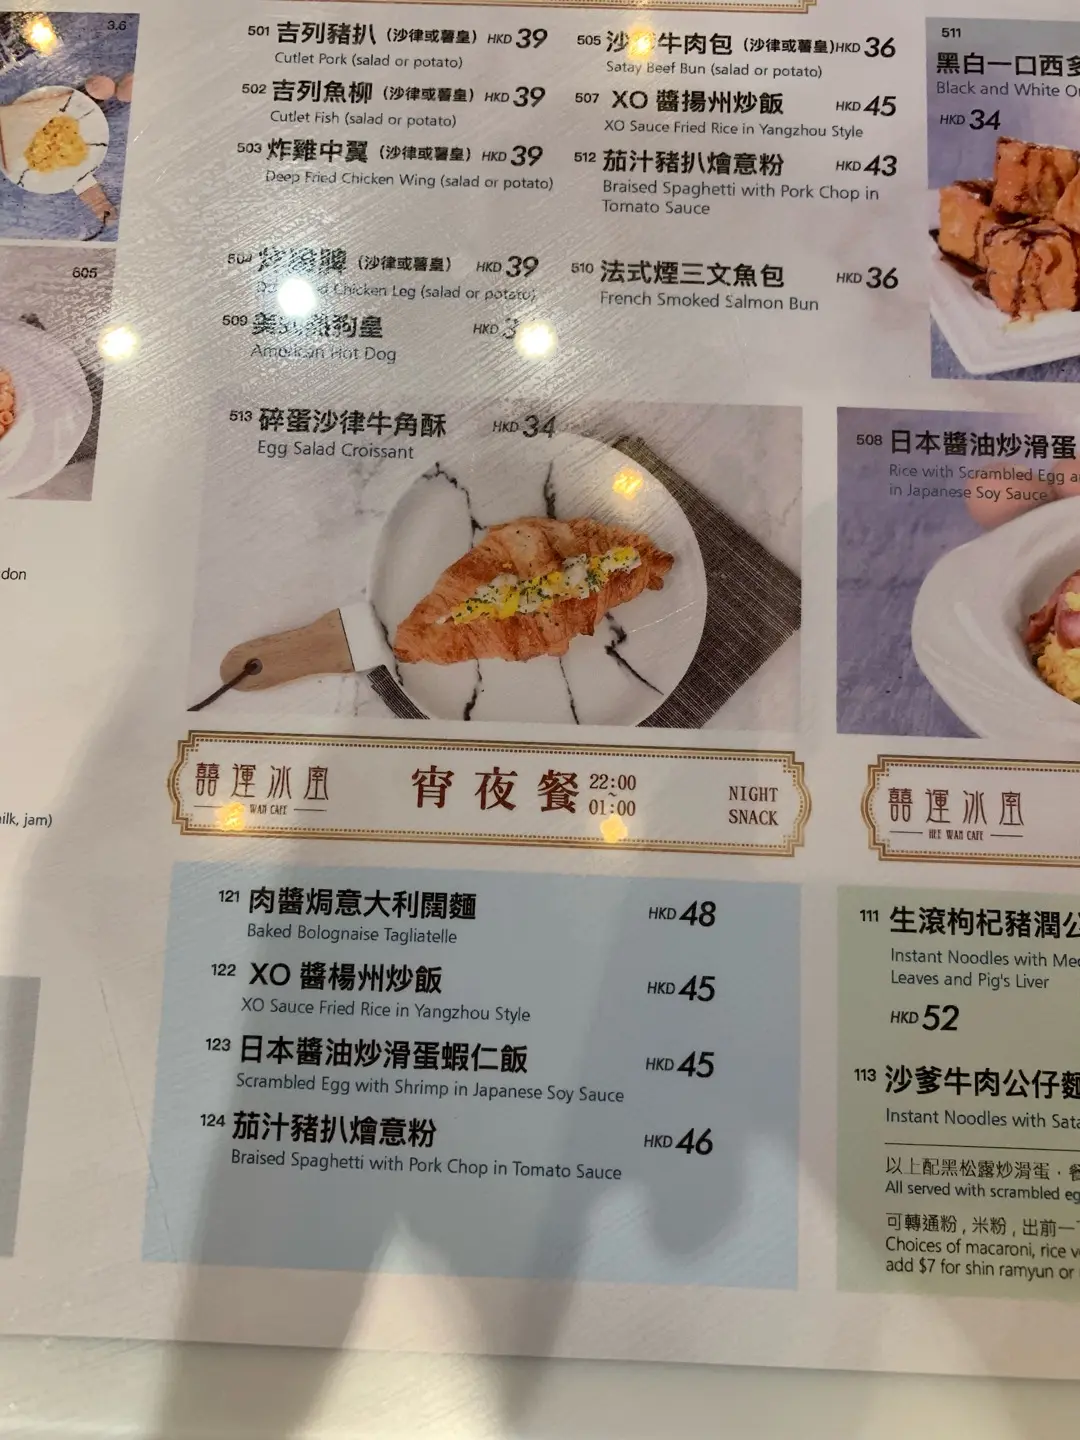 3.6
605
don
ilk, jam)
501 吉列豬扒 (沙律或薯皇) HKD 39
Cutlet Pork (salad or potato)
502 吉列魚柳 (沙律或薯皇) HKD 39
Cutlet Fish (salad or potato)
503 炸雞中翼 (沙律或薯皇) HKD 39
Deep Fried Chicken Wing (salad or potato)
504 (沙律或薯皇) HKD 39
Chicken Leg (salad or potato)
509 狗皇 HKD
American Hot Dog
505 沙 牛肉包 (沙律或薯皇) HKD 36
Satay Beef Bun (salad or potato)
507 XO 醬揚州炒飯 HKD 45
XO Sauce Fried Rice in Yangzhou Style
512 茄汁豬扒燴意粉 HKD 43
Braised Spaghetti with Pork Chop in
Tomato Sauce
510 法式煙三文魚包 HKD 36
French Smoked Salmon Bun
511
黑白一口西多
Black and White
HKD 34
513 碎蛋沙律牛角酥 HKD 34
Egg Salad Croissant
508 日本醬油炒滑蛋
Rice with Scrambled Egg
in Japanese Soy Sauce
囍運冰室
WAH CAFE
宵夜餐
22:00
~
01:00
NIGHT
SNACK
121 肉醬焗意大利闊麵 HKD 48
Baked Bolognaise Tagliatelle
122 XO 醬楊州炒飯 HKD 45
XO Sauce Fried Rice in Yangzhou Style
123 日本醬油炒滑蛋蝦仁飯 HKD 45
Scrambled Egg with Shrimp in Japanese Soy Sauce
124 茄汁豬扒燴意粉 HKD 46
Braised Spaghetti with Pork Chop in Tomato Sauce
囍運冰室
HEE WAH CAFE
111 生滾枸杞豬潤公
Instant Noodles with Med
Leaves and Pig's Liver
HKD 52
113 沙爹牛肉公仔麵
Instant Noodles with Sata
以上配黑松露炒滑蛋，餐
All served with scrambled eg
可轉通粉 , 米粉 , 出前一丁
Choices of macaroni, rice ve
add $7 for shin ramyun or